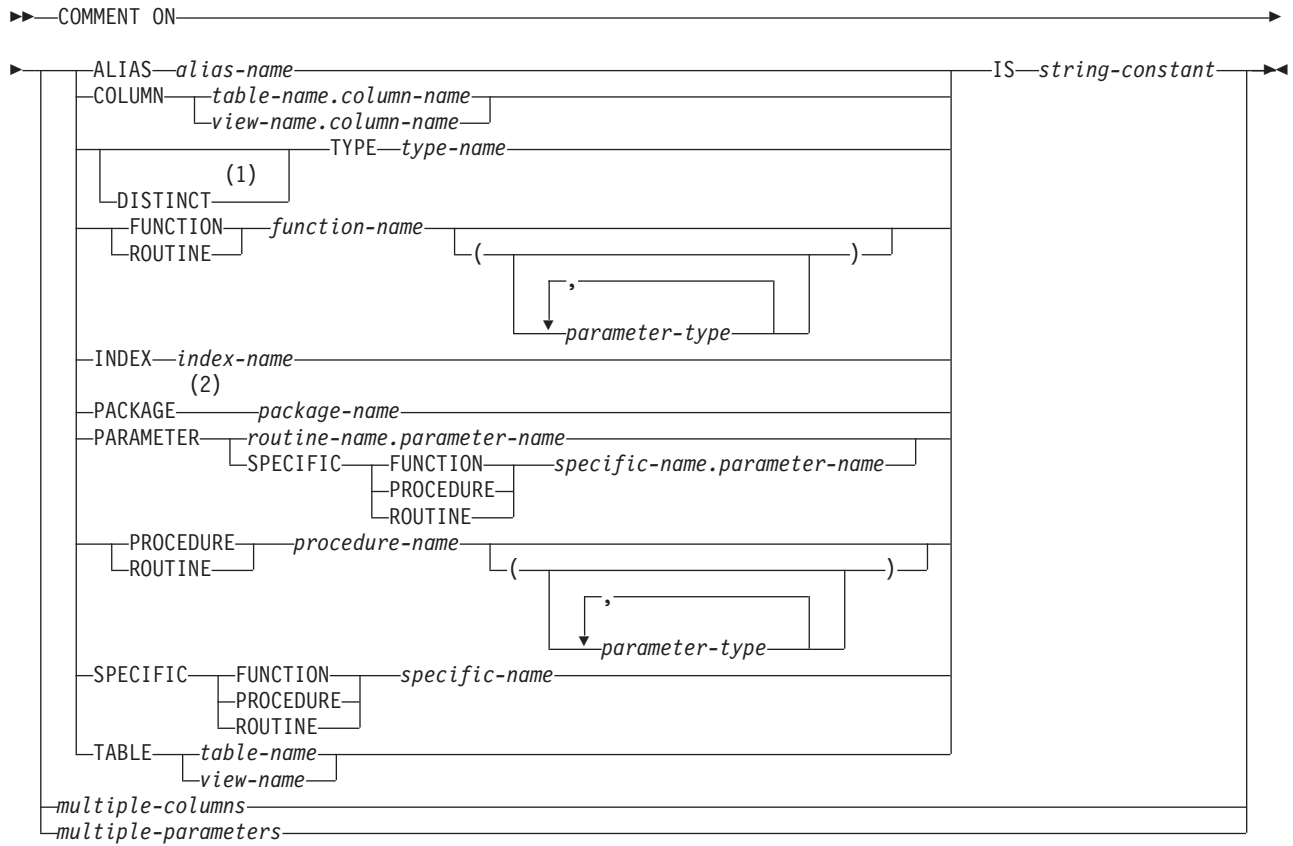 COMMENT ON
ALIAS alias-name IS string-constant
COLUMN table-name.column-name
view-name.column-name
TYPE type-name
(1)
DISTINCT
FUNCTION function-name
ROUTINE ( )
,
parameter-type
INDEX index-name
(2)
PACKAGE package-name
PARAMETER routine-name.parameter-name
SPECIFIC FUNCTION specific-name.parameter-name
PROCEDURE
ROUTINE
PROCEDURE procedure-name
ROUTINE ( )
,
parameter-type
SPECIFIC FUNCTION specific-name
PROCEDURE
ROUTINE
TABLE table-name
view-name
multiple-columns
multiple-parameters